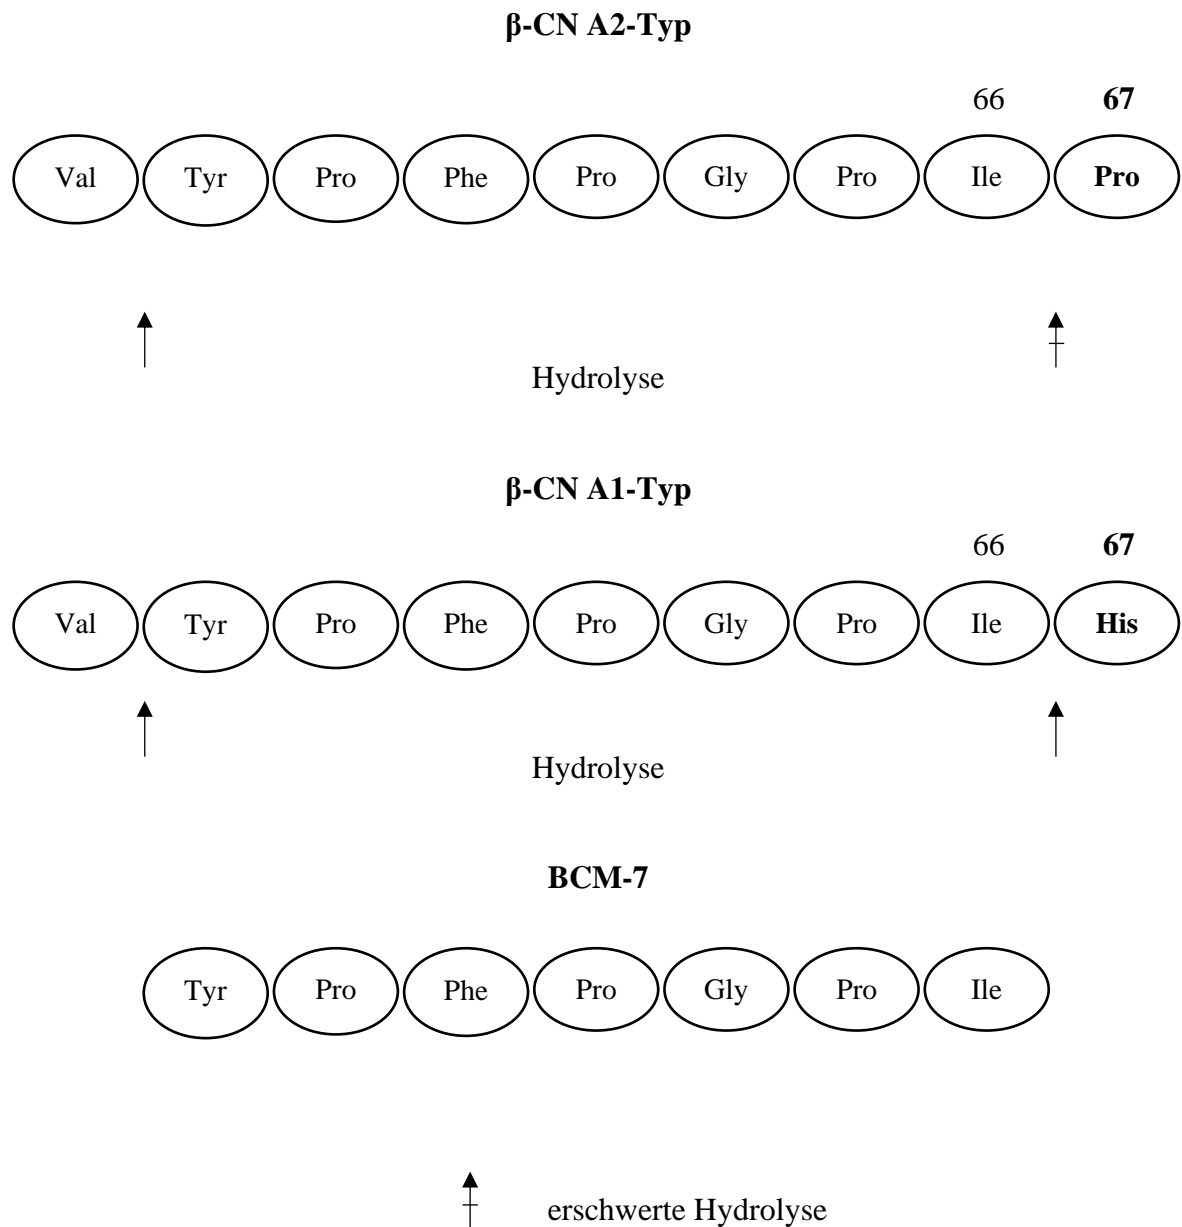 β-CN A2-Typ
66 67
Val Tyr Pro Phe Pro Gly Pro Ile Pro
Hydrolyse
β-CN A1-Typ
66 67
Val Tyr Pro Phe Pro Gly Pro Ile His
Hydrolyse
BCM-7
Tyr Pro Phe Pro Gly Pro Ile
erschwerte Hydrolyse